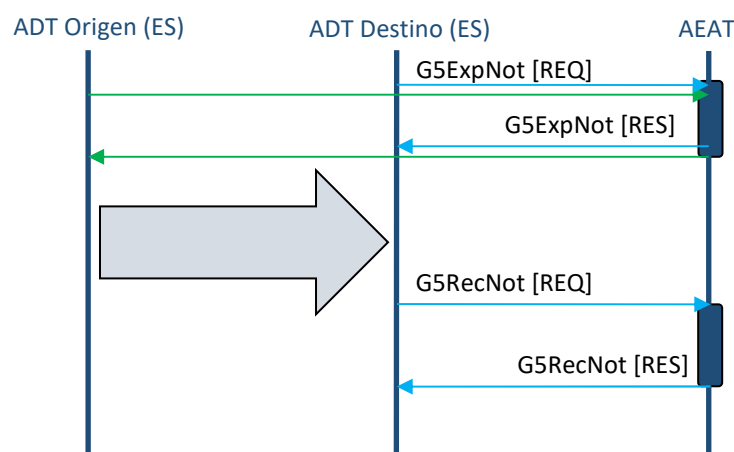 ADT Origen (ES) ADT Destino (ES) AEAT
G5ExpNot [REQ]
G5ExpNot [RES]
G5RecNot [REQ]
G5RecNot [RES]